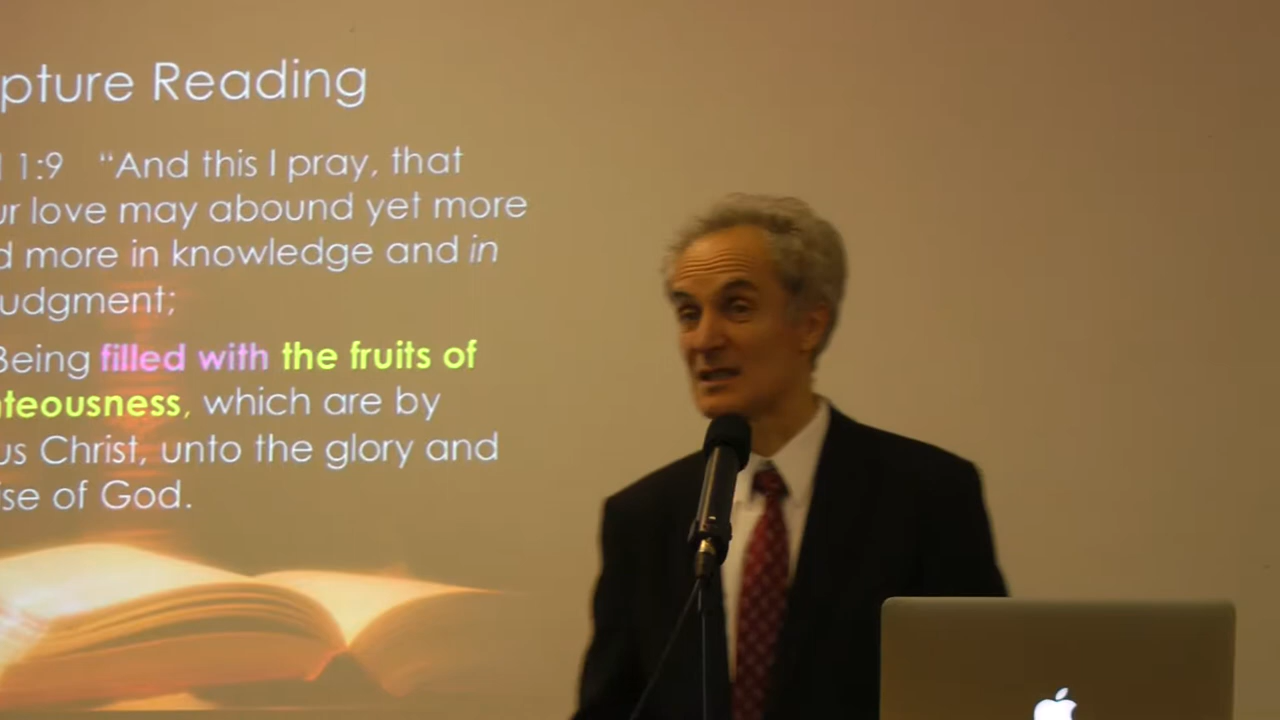 pture Reading
1:9 "And this I pray, that
ur love may abound yet more
d more in knowledge and in
udgment;
Being filled with the fruits of
teousness, which are by
us Christ, unto the glory and
ise of God.